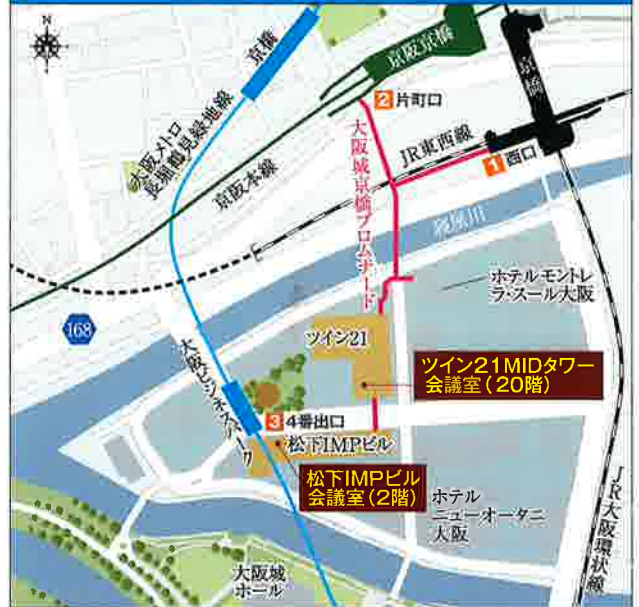 N
京橋
京阪京橋
京橋
2 片町口
大阪メトロ
長堀鶴見緑地線
京阪本線
大阪城京橋プロムナード
JR東西線
1 西口
寝屋川
ホテルモントレ
ラ・スール大阪
168
ツイン21
大阪ビジネスパーク
ツイン21MIDタワー
会議室(20階)
3 4番出口
松下IMPビル
松下IMPビル
会議室(2階)
ホテル
ニューオータニ
大阪
JR大阪環状線
大阪城
ホール